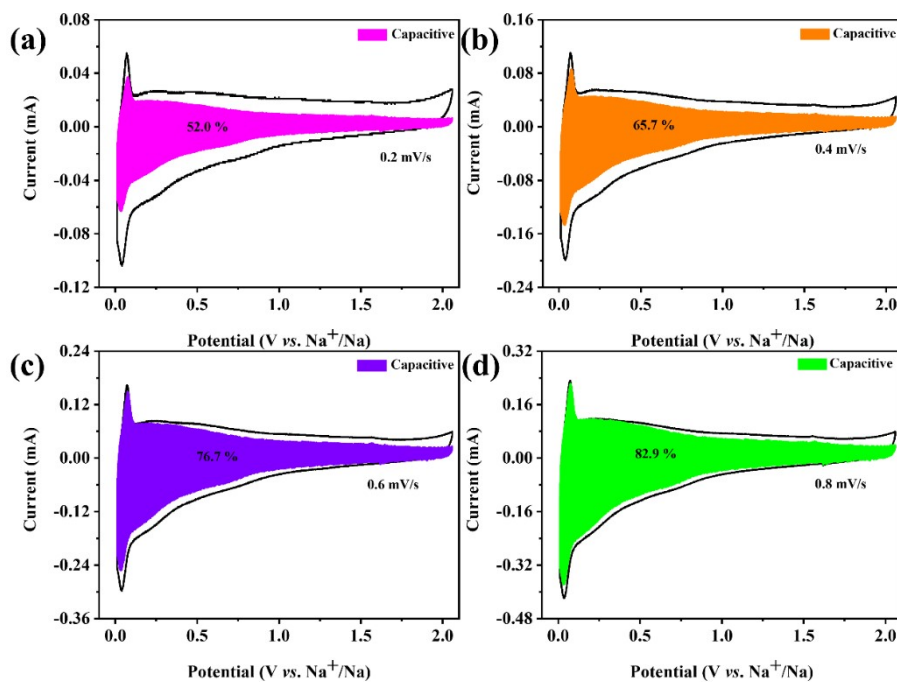 (a)
Capacitive
0.08
0.04
0.00
-0.04
-0.08
-0.12
Current (mA)
52.0 %
0.2 mV/s
0.0 0.5 1.0 1.5 2.0
Potential (V vs. Na⁺/Na)
(b)
Capacitive
0.16
0.08
0.00
-0.08
-0.16
-0.24
Current (mA)
65.7 %
0.4 mV/s
0.0 0.5 1.0 1.5 2.0
Potential (V vs. Na⁺/Na)
(c)
Capacitive
0.24
0.12
0.00
-0.12
-0.24
-0.36
Current (mA)
76.7 %
0.6 mV/s
0.0 0.5 1.0 1.5 2.0
Potential (V vs. Na⁺/Na)
(d)
Capacitive
0.32
0.16
0.00
-0.16
-0.32
-0.48
Current (mA)
82.9 %
0.8 mV/s
0.0 0.5 1.0 1.5 2.0
Potential (V vs. Na⁺/Na)